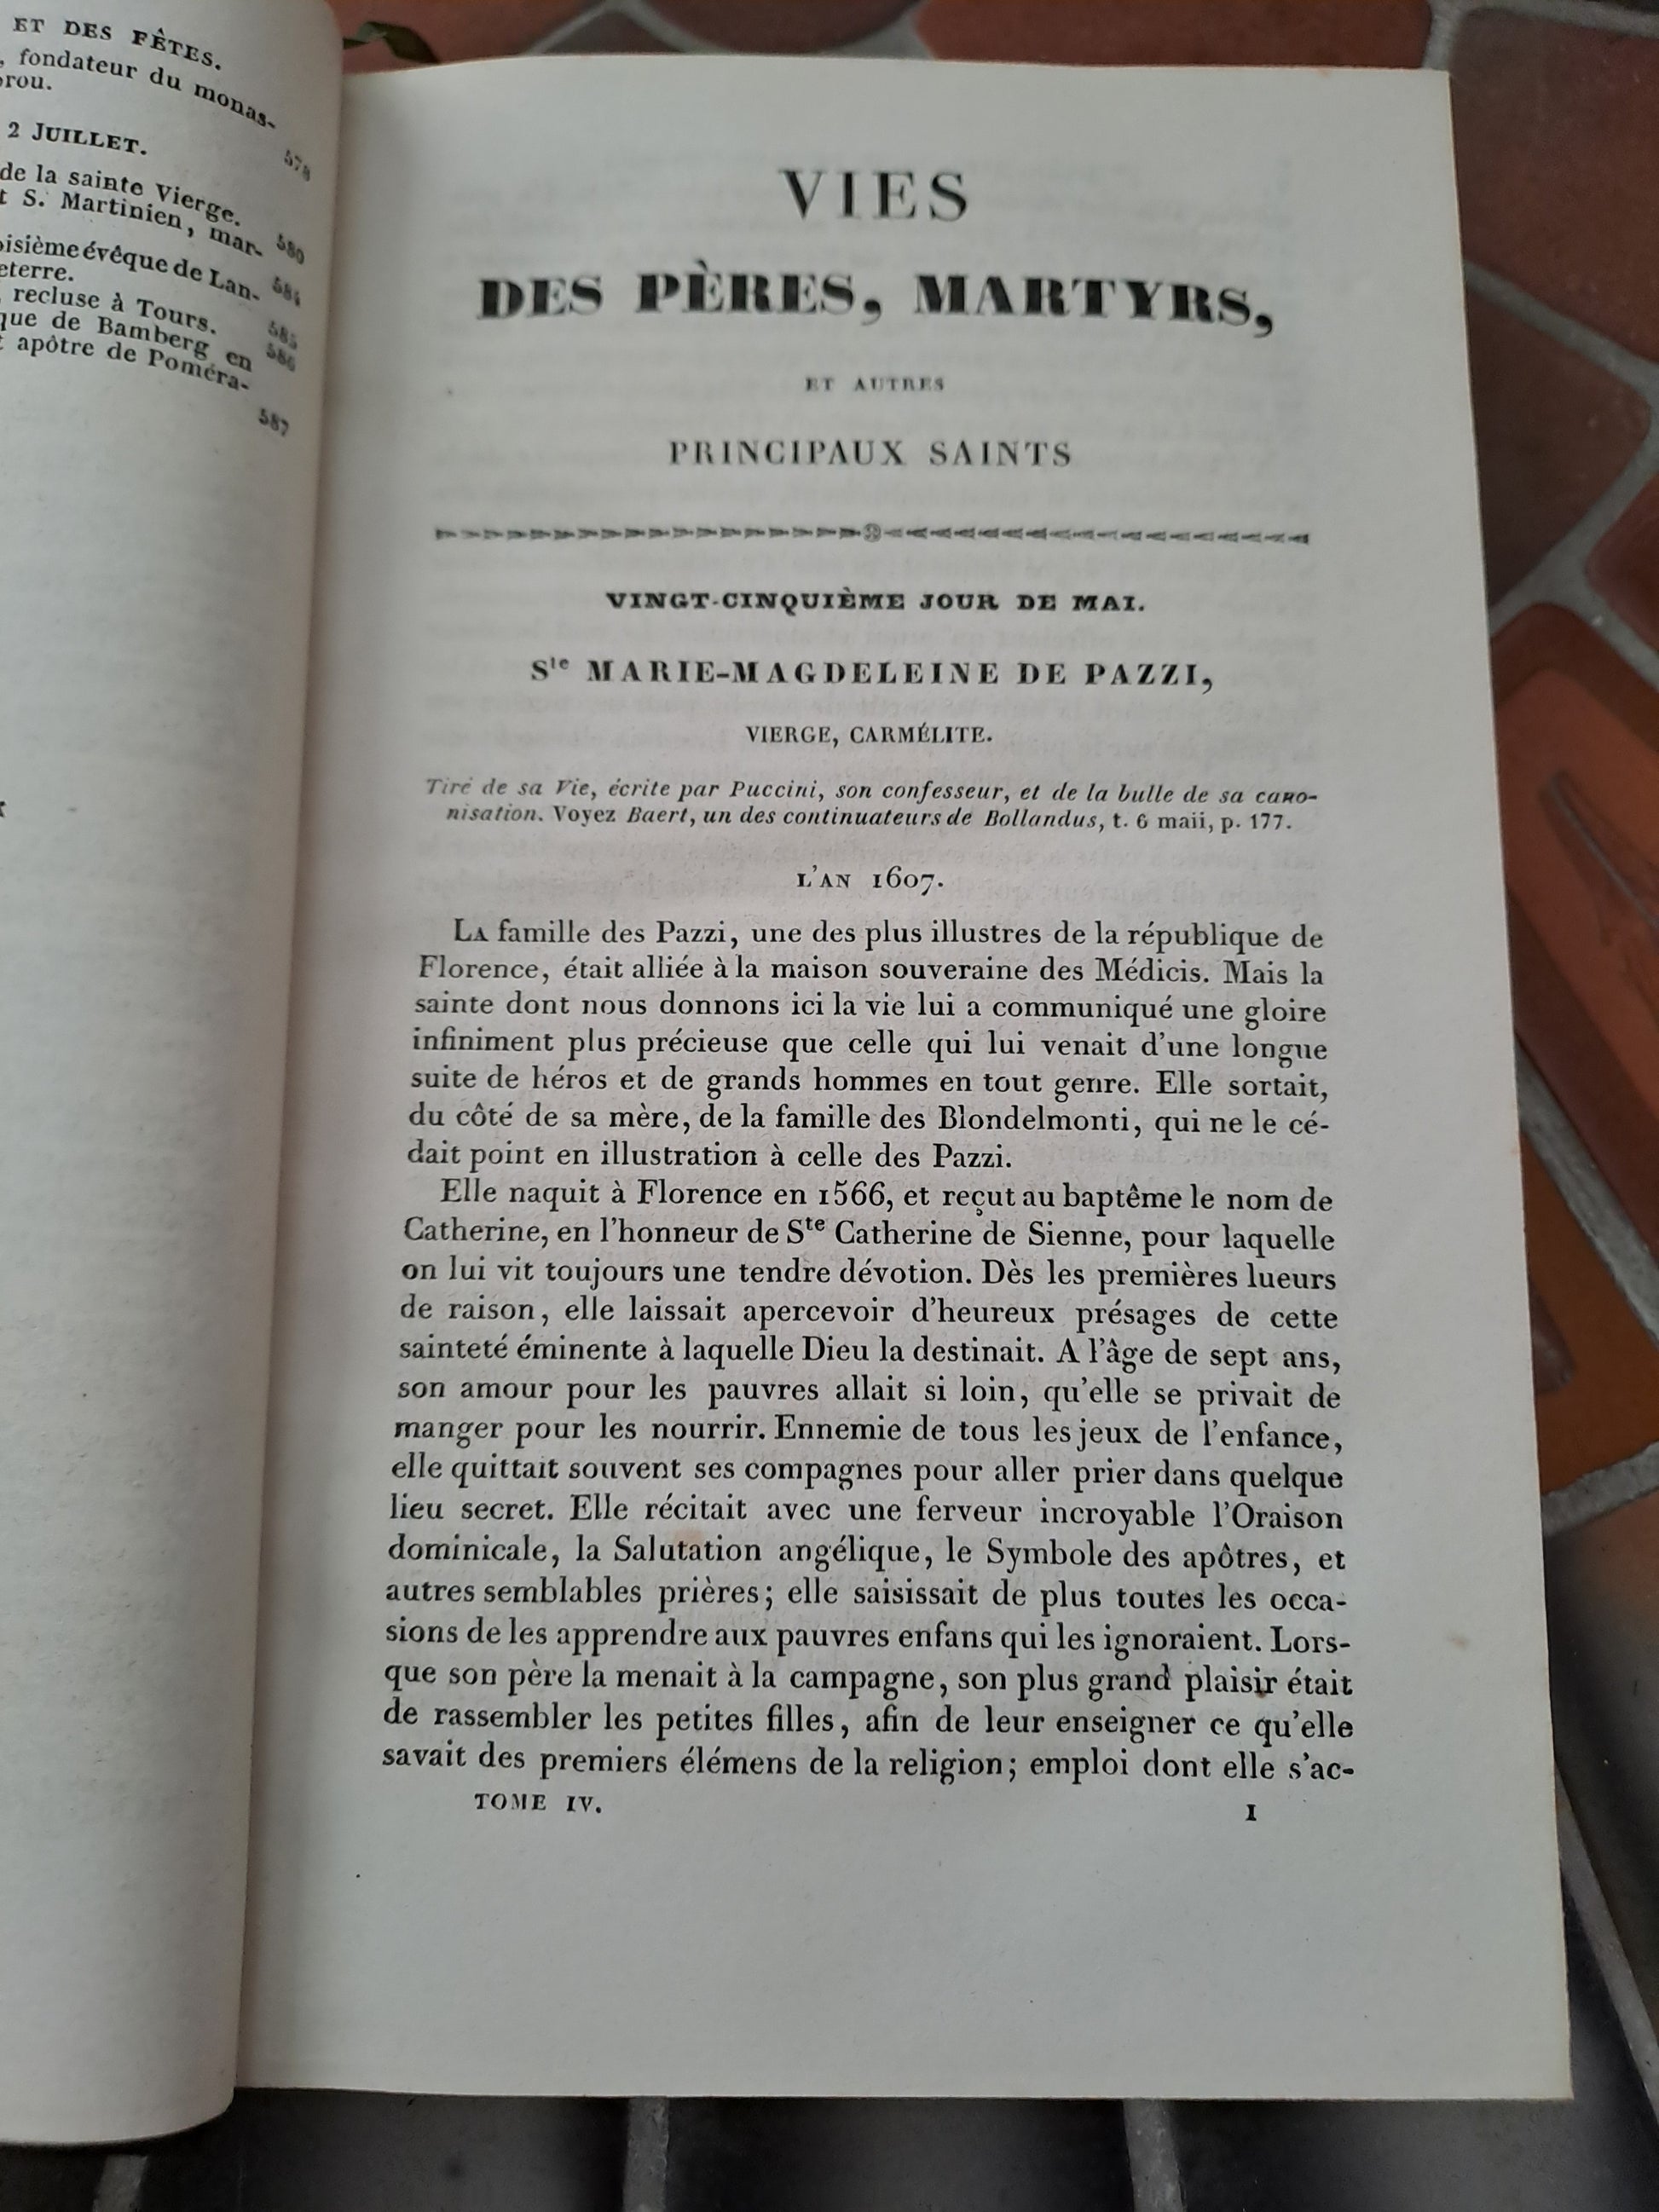 ET DES FÊTES.
, fondateur du monas-
578
2 JUILLET.
de la sainte Vierge. 580
t S. Martinien, mar-
584
oisième évêque de Lan-
eterre. 585
, recluse à Tours. 586
que de Bamberg en
t apôtre de Poméra-
587
VIES
DES PÈRES, MARTYRS,
ET AUTRES
PRINCIPAUX SAINTS
VINGT-CINQUIÈME JOUR DE MAI.
Ste MARIE-MAGDELEINE DE PAZZI,
VIERGE, CARMÉLITE.
Tiré de sa Vie, écrite par Puccini, son confesseur, et de la bulle de sa cano-
nisation. Voyez Baert, un des continuateurs de Bollandus, t. 6 maii, p. 177.
L'AN 1607.
LA famille des Pazzi, une des plus illustres de la république de
Florence, était alliée à la maison souveraine des Médicis. Mais la
sainte dont nous donnons ici la vie lui a communiqué une gloire
infiniment plus précieuse que celle qui lui venait d'une longue
suite de héros et de grands hommes en tout genre. Elle sortait,
du côté de sa mère, de la famille des Blondelmonti, qui ne le cé-
dait point en illustration à celle des Pazzi.
Elle naquit à Florence en 1566, et reçut au baptême le nom de
Catherine, en l'honneur de Ste Catherine de Sienne, pour laquelle
on lui vit toujours une tendre dévotion. Dès les premières lueurs
de raison, elle laissait apercevoir d'heureux présages de cette
sainteté éminente à laquelle Dieu la destinait. A l'âge de sept ans,
son amour pour les pauvres allait si loin, qu'elle se privait de
manger pour les nourrir. Ennemie de tous les jeux de l'enfance,
elle quittait souvent ses compagnes pour aller prier dans quelque
lieu secret. Elle récitait avec une ferveur incroyable l'Oraison
dominicale, la Salutation angélique, le Symbole des apôtres, et
autres semblables prières; elle saisissait de plus toutes les occa-
sions de les apprendre aux pauvres enfans qui les ignoraient. Lors-
que son père la menait à la campagne, son plus grand plaisir était
de rassembler les petites filles, afin de leur enseigner ce qu'elle
savait des premiers élémens de la religion; emploi dont elle s'ac-
TOME IV. I